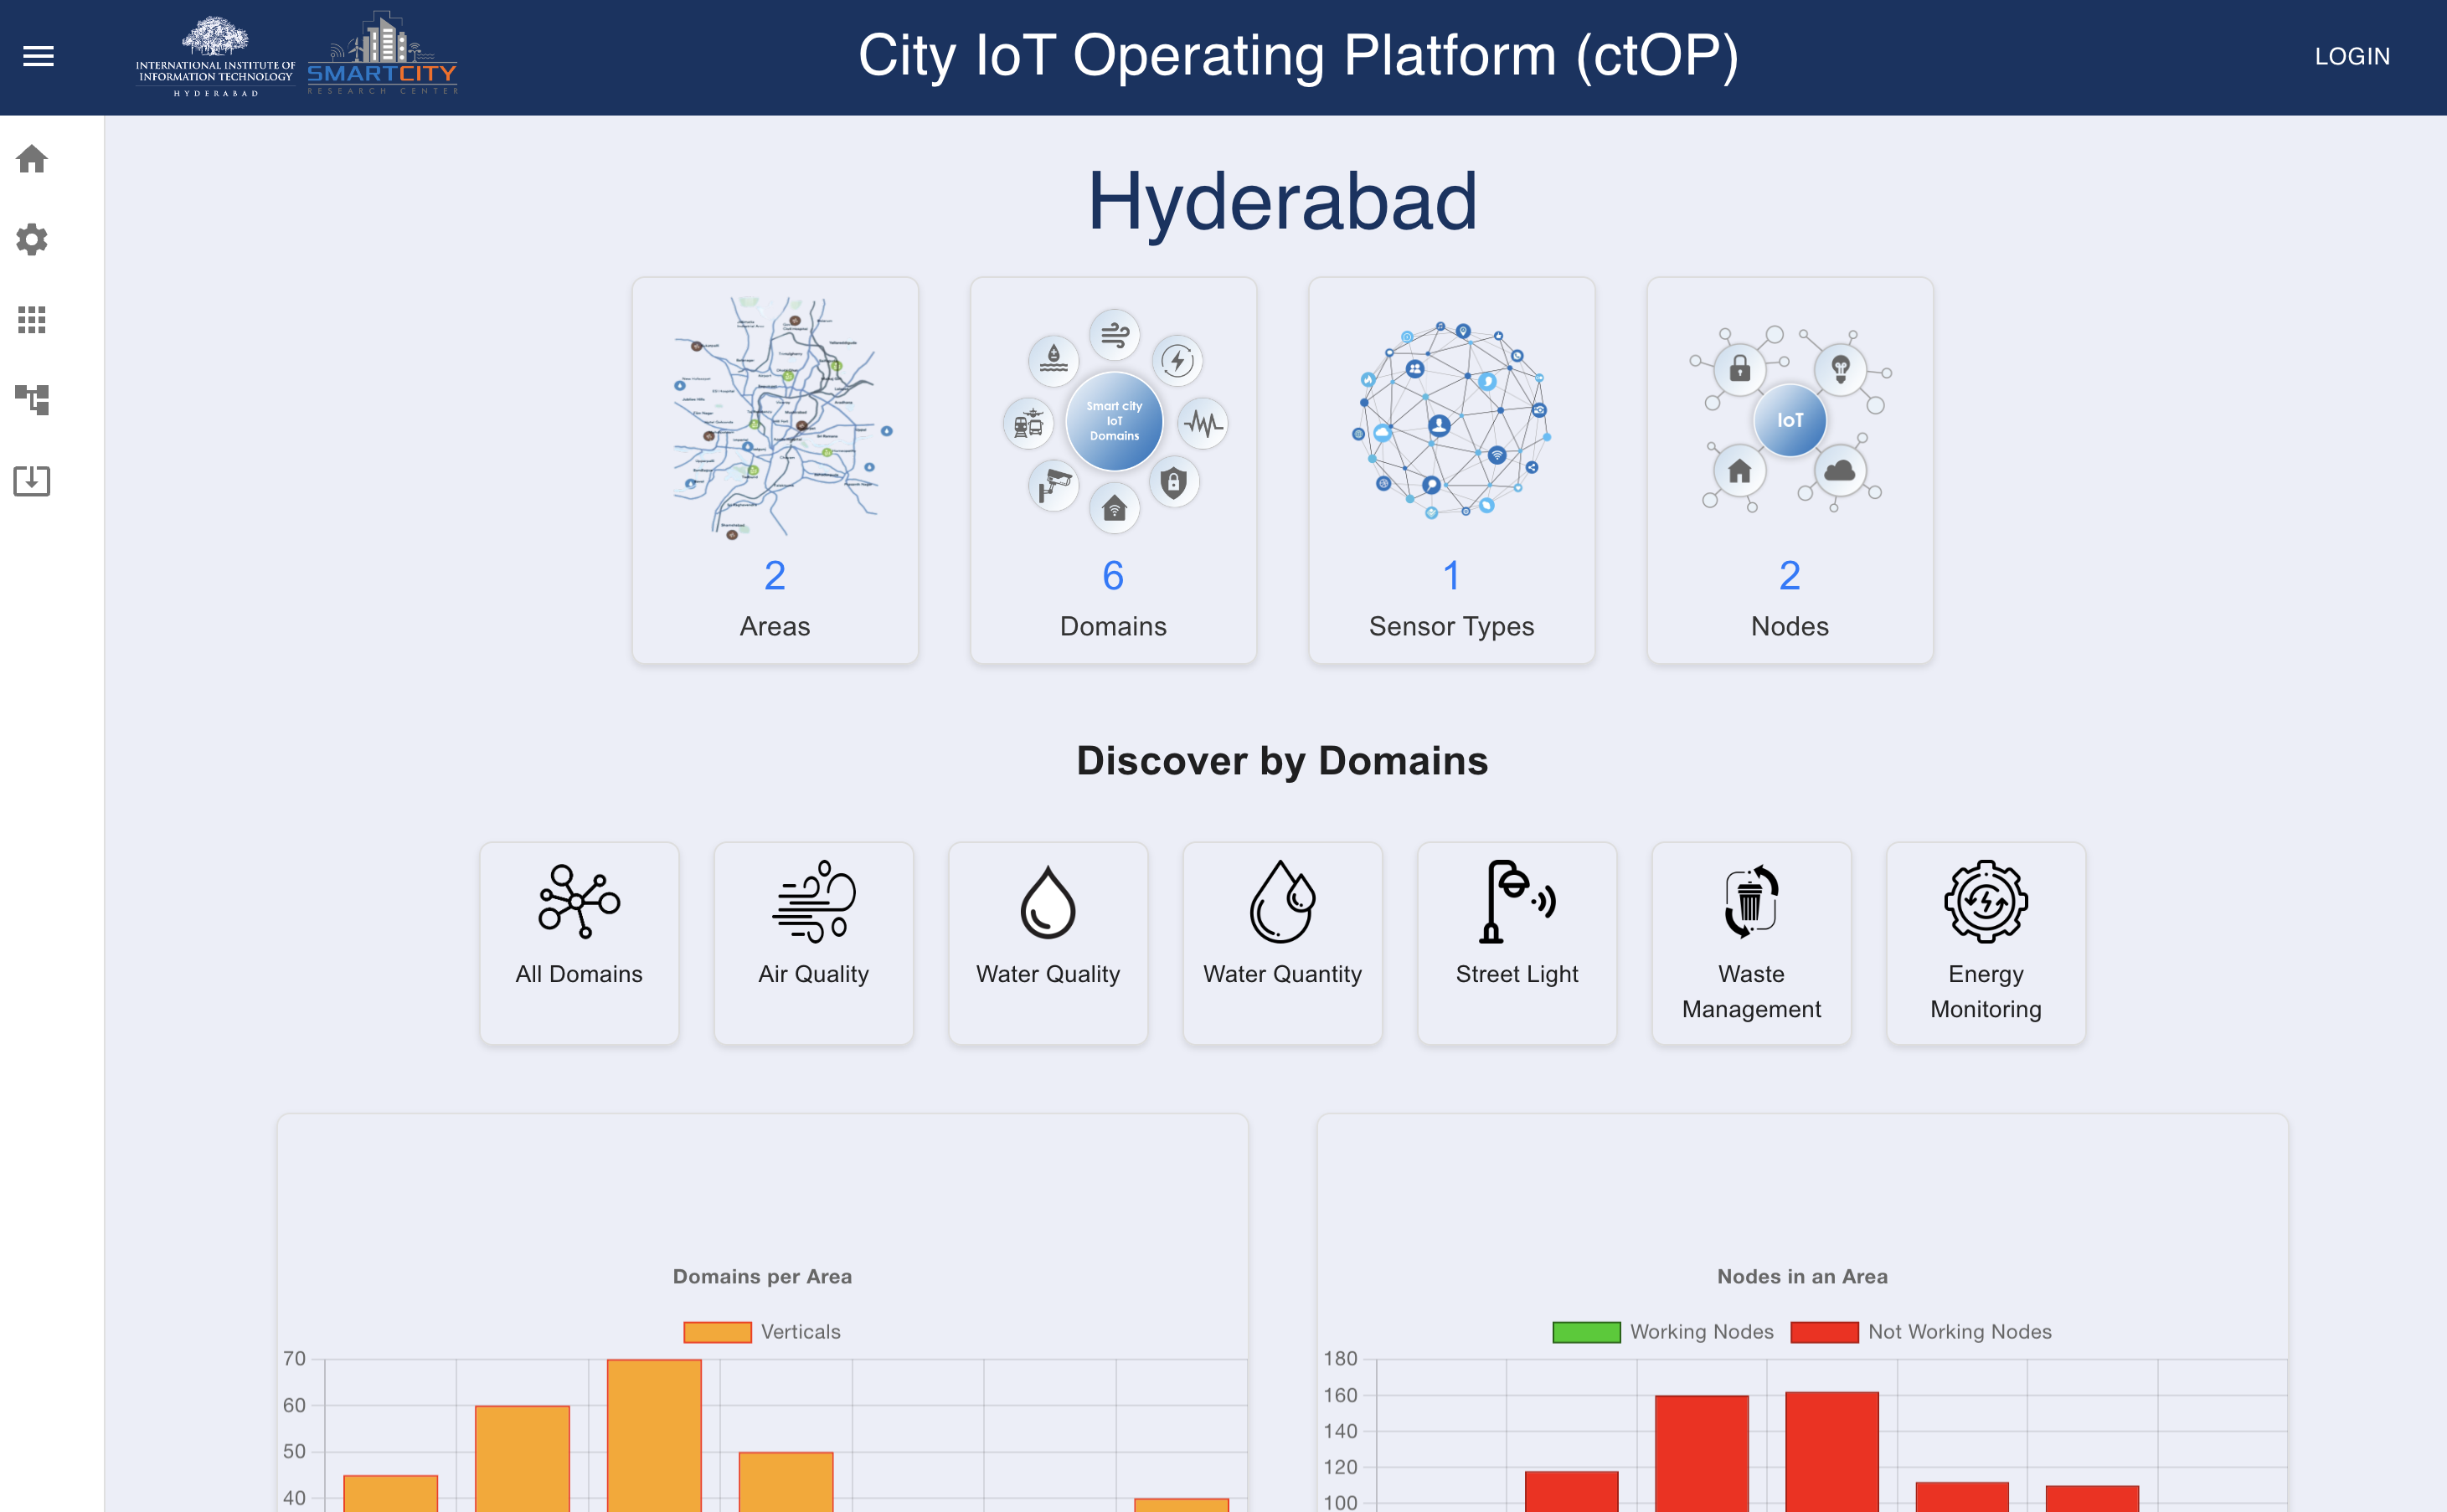 INTERNATIONAL INSTITUTE OF
INFORMATION TECHNOLOGY
HYDERABAD
SMARTCITY
RESEARCH CENTER
City IoT Operating Platform (ctOP)
LOGIN
Hyderabad
Smart city
IoT
Domains
IoT
2
6
1
2
Areas
Domains
Sensor Types
Nodes
Discover by Domains
All Domains
Air Quality
Water Quality
Water Quantity
Street Light
Waste
Management
Energy
Monitoring
Domains per Area
Verticals
70
60
50
40
Nodes in an Area
Working Nodes
Not Working Nodes
180
160
140
120
100